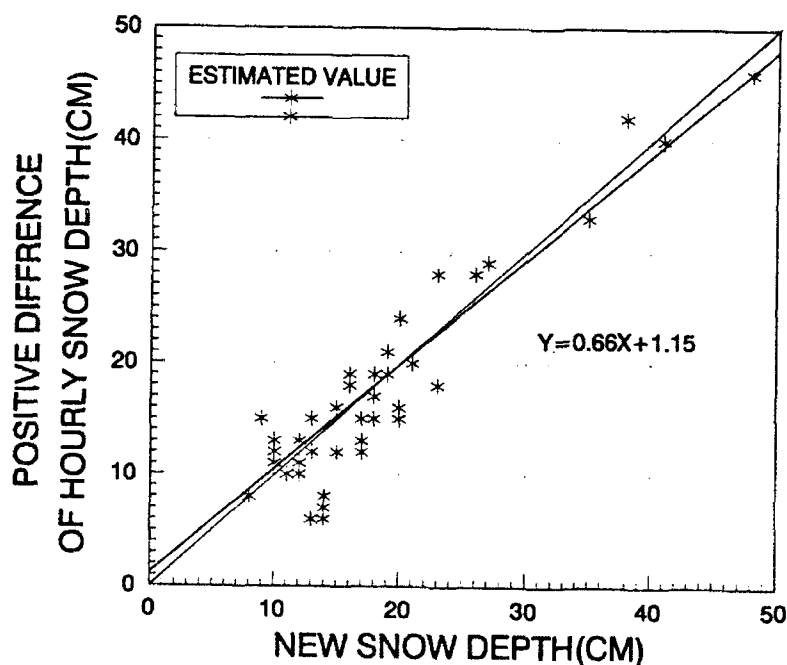 50
40
30
20
10
0
POSITIVE DIFFRENCE
OF HOURLY SNOW DEPTH(CM)
ESTIMATED VALUE
Y=0.66X+1.15
0 10 20 30 40 50
NEW SNOW DEPTH(CM)